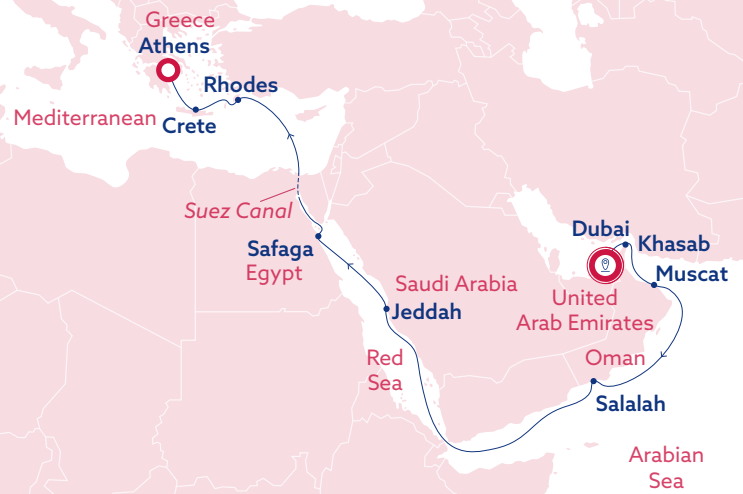 Greece
Athens
Rhodes
Mediterranean
Crete
Suez Canal
Safaga
Egypt
Dubai
Khasab
Muscat
Saudi Arabia
Jeddah
United
Arab Emirates
Red
Sea
Oman
Salalah
Arabian
Sea